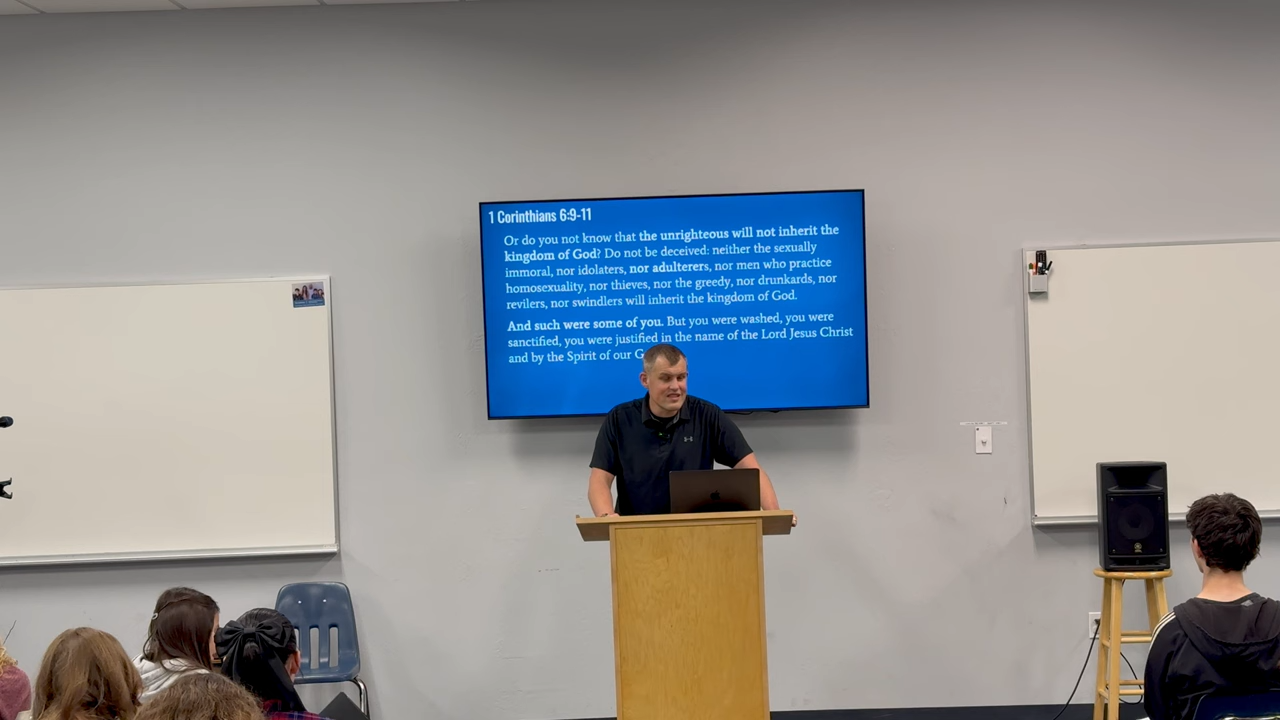 1 Corinthians 6:9-11
Or do you not know that the unrighteous will not inherit the
kingdom of God? Do not be deceived: neither the sexually
immoral, nor idolaters, nor adulterers, nor men who practice
homosexuality, nor thieves, nor the greedy, nor drunkards, nor
revilers, nor swindlers will inherit the kingdom of God.
And such were some of you. But you were washed, you were
sanctified, you were justified in the name of the Lord Jesus Christ
and by the Spirit of our G